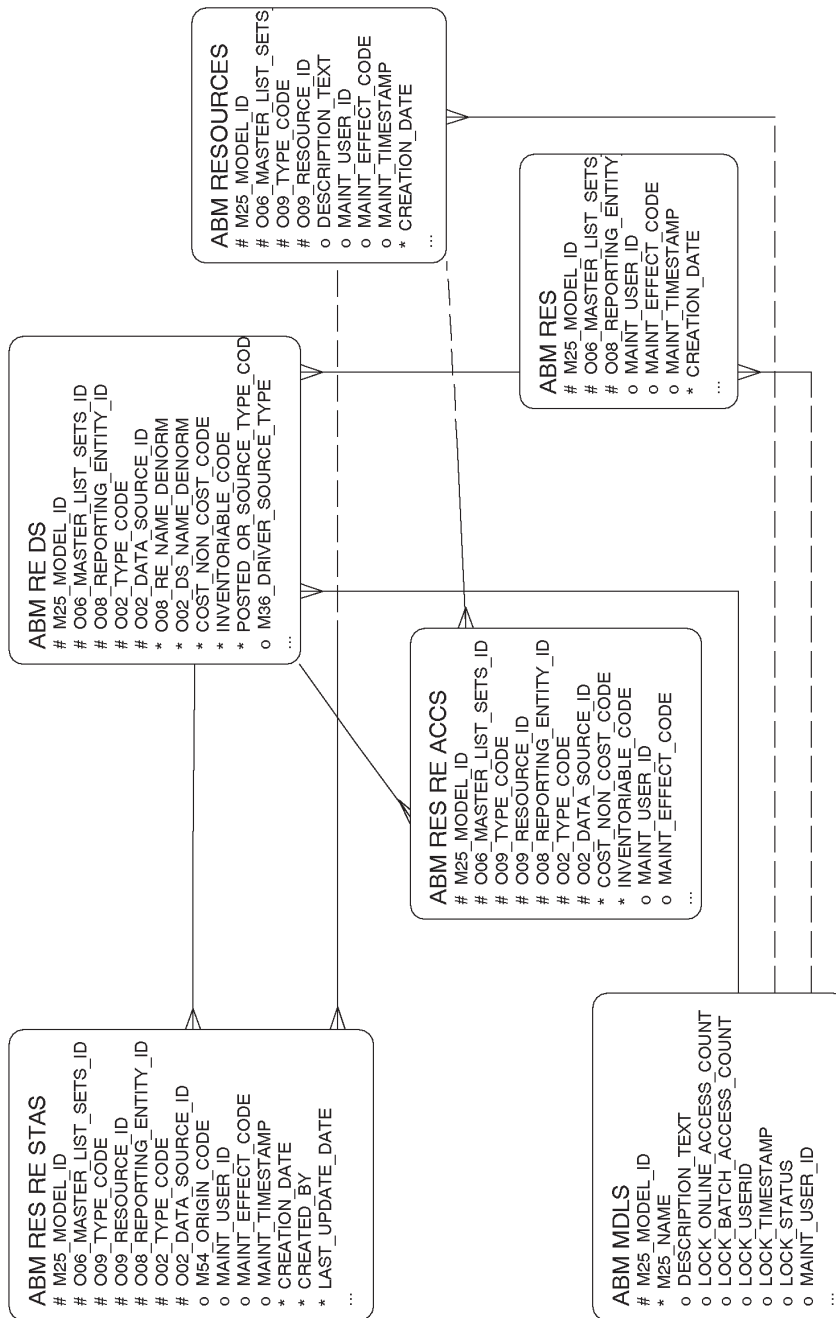 ABM RES RE STAS
# M25_MODEL_ID
# O06_MASTER_LIST_SETS_ID
# O09_TYPE_CODE
# O09_RESOURCE_ID
# O08_REPORTING_ENTITY_ID
# O02_TYPE_CODE
# O02_DATA_SOURCE_ID
o M54_ORIGIN_CODE
o MAINT_USER_ID
o MAINT_EFFECT_CODE
o MAINT_TIMESTAMP
* CREATION_DATE
* CREATED_BY
* LAST_UPDATE_DATE
...
ABM RE DS
# M25_MODEL_ID
# O06_MASTER_LIST_SETS_ID
# O08_REPORTING_ENTITY_ID
# O02_TYPE_CODE
# O02_DATA_SOURCE_ID
* O08_RE_NAME_DENORM
* O02_DS_NAME_DENORM
* COST_NON_COST_CODE
* INVENTORIABLE_CODE
* POSTED_OR_SOURCE_TYPE_COD
o M36_DRIVER_SOURCE_TYPE
...
ABM RESOURCES
# M25_MODEL_ID
# O06_MASTER_LIST_SETS_
# O09_TYPE_CODE
# O09_RESOURCE_ID
o DESCRIPTION_TEXT
o MAINT_USER_ID
o MAINT_EFFECT_CODE
o MAINT_TIMESTAMP
* CREATION_DATE
...
ABM RES RE ACCS
# M25_MODEL_ID
# O06_MASTER_LIST_SETS_ID
# O09_TYPE_CODE
# O09_RESOURCE_ID
# O08_REPORTING_ENTITY_ID
# O02_TYPE_CODE
# O02_DATA_SOURCE_ID
* COST_NON_COST_CODE
* INVENTORIABLE_CODE
o MAINT_USER_ID
o MAINT_EFFECT_CODE
...
ABM RES
# M25_MODEL_ID
# O06_MASTER_LIST_SETS_
# O08_REPORTING_ENTITY_
o MAINT_USER_ID
o MAINT_EFFECT_CODE
o MAINT_TIMESTAMP
* CREATION_DATE
...
ABM MDLS
# M25_MODEL_ID
* M25_NAME
o DESCRIPTION_TEXT
o LOCK_ONLINE_ACCESS_COUNT
o LOCK_BATCH_ACCESS_COUNT
o LOCK_USERID
o LOCK_TIMESTAMP
o LOCK_STATUS
o MAINT_USER_ID
...